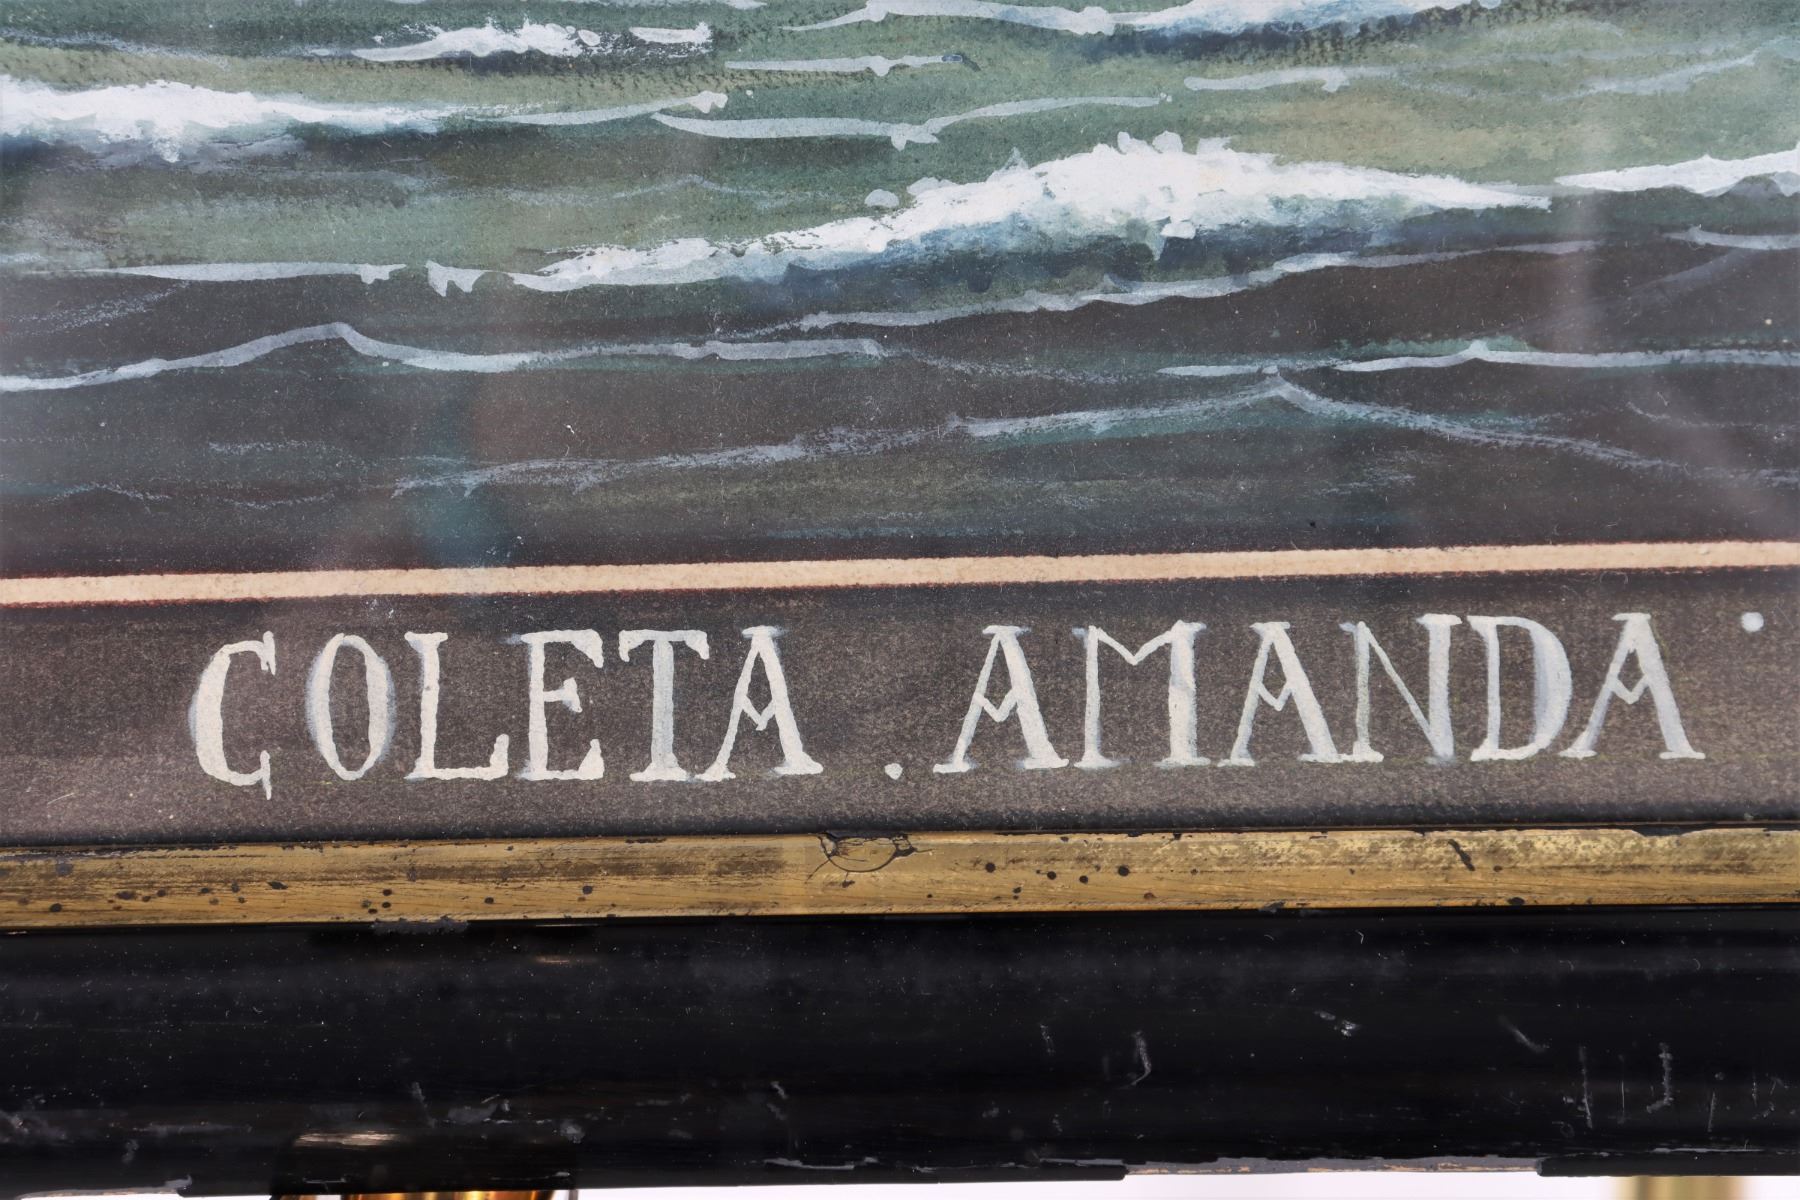 COLETA . AMANDA .